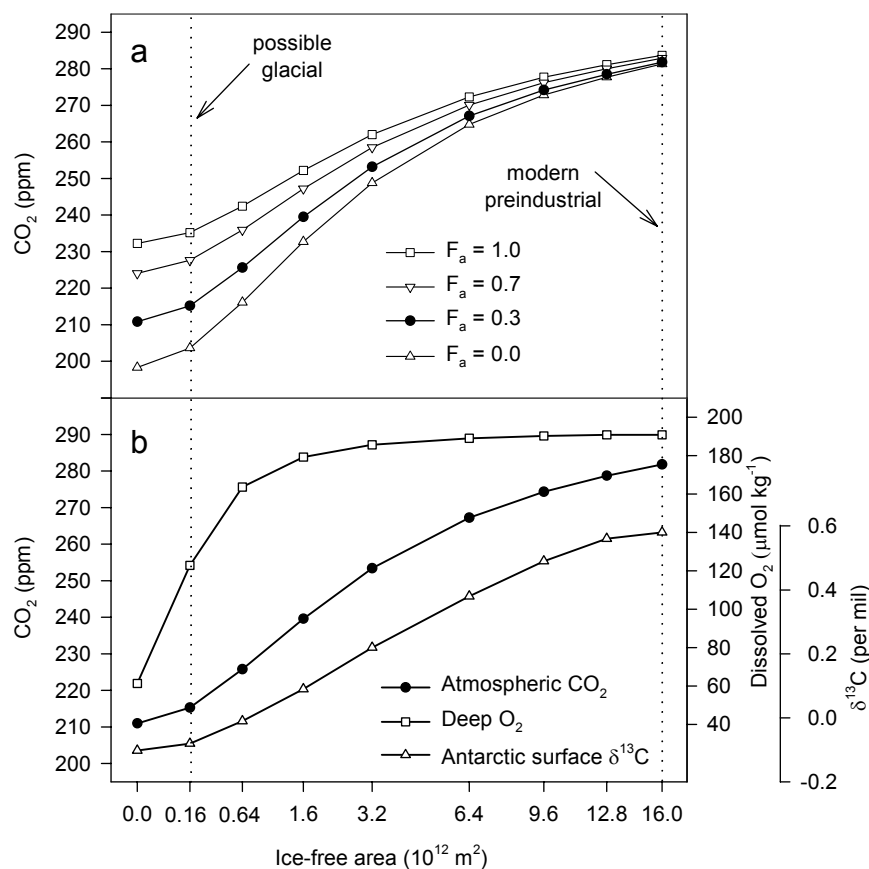 a
possible
glacial
modern
preindustrial
CO₂ (ppm)
290
280
270
260
250
240
230
220
210
200
Fₐ = 1.0
Fₐ = 0.7
Fₐ = 0.3
Fₐ = 0.0
b
CO₂ (ppm)
290
280
270
260
250
240
230
220
210
200
Atmospheric CO₂
Deep O₂
Antarctic surface δ¹³C
200
180
160
140
120
100
80
60
40
Dissolved O₂ (μmol kg⁻¹)
0.6
0.4
0.2
0.0
-0.2
δ¹³C (per mil)
0.0 0.16 0.64 1.6 3.2 6.4 9.6 12.8 16.0
Ice-free area (10¹² m²)